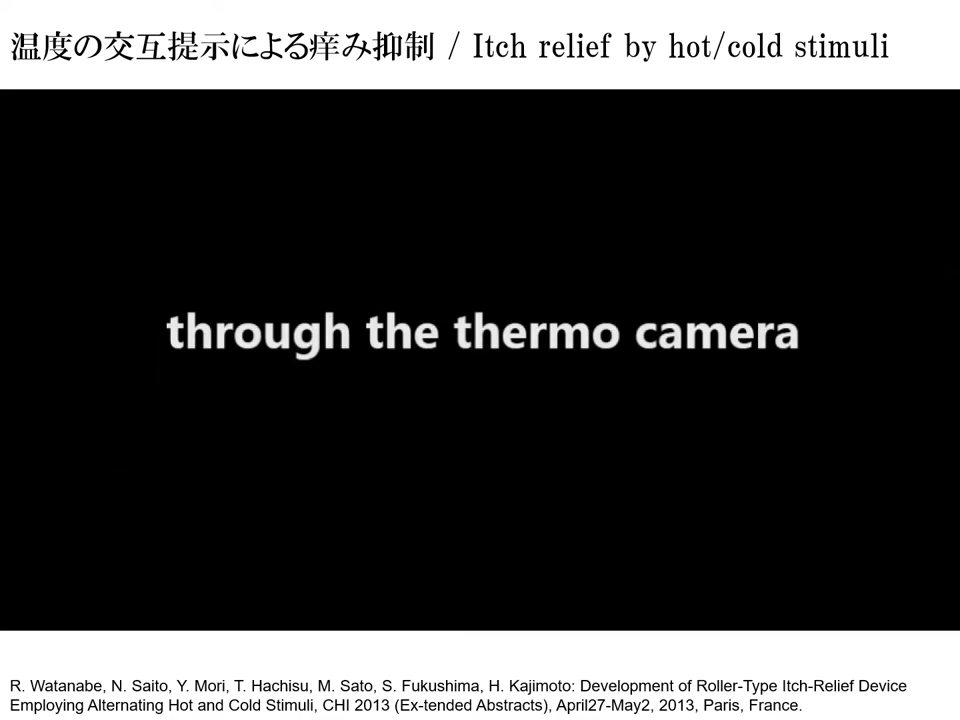 温度の交互提示による痒み抑制 / Itch relief by hot/cold stimuli
through the thermo camera
R. Watanabe, N. Saito, Y. Mori, T. Hachisu, M. Sato, S. Fukushima, H. Kajimoto: Development of Roller-Type Itch-Relief Device
Employing Alternating Hot and Cold Stimuli, CHI 2013 (Ex-tended Abstracts), April27-May2, 2013, Paris, France.